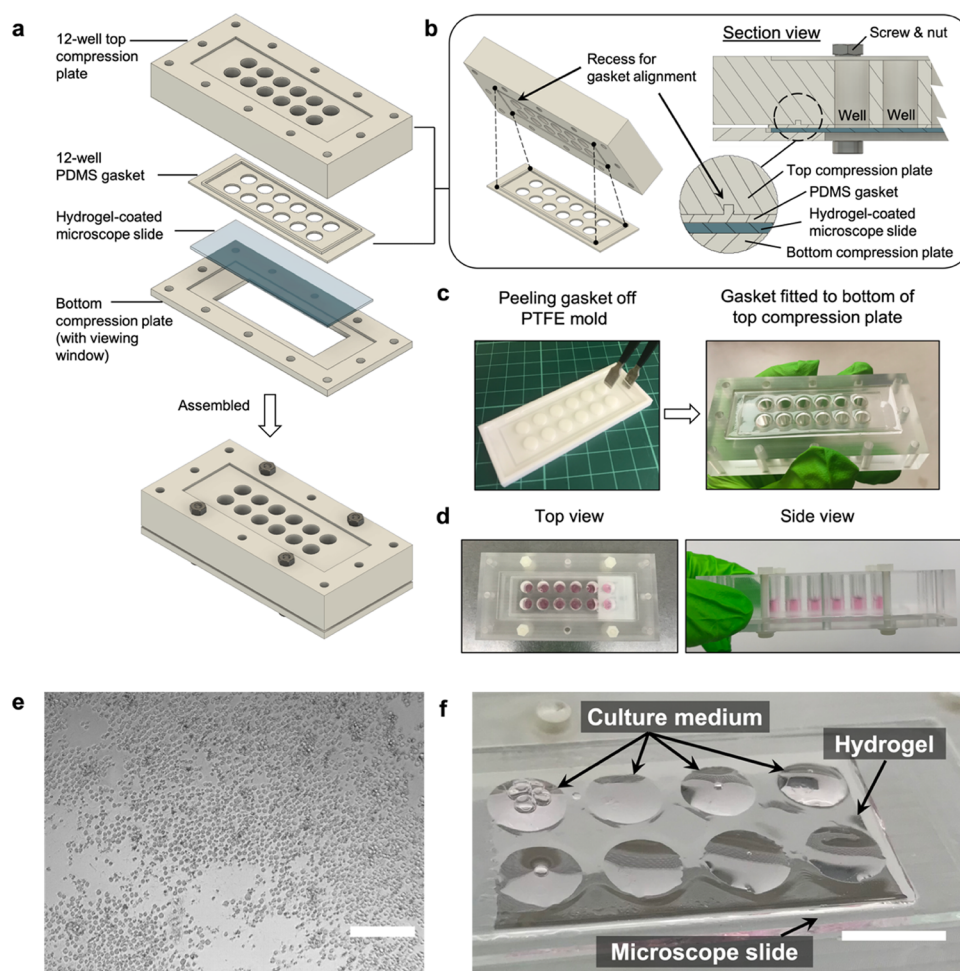 a
12-well top
compression
plate
12-well
PDMS gasket
Hydrogel-coated
microscope slide
Bottom
compression plate
(with viewing
window)
Assembled
b
Recess for
gasket alignment
Section view
Screw & nut
Well
Well
Top compression plate
PDMS gasket
Hydrogel-coated
microscope slide
Bottom compression plate
c
Peeling gasket off
PTFE mold
Gasket fitted to bottom of
top compression plate
d
Top view
Side view
e
f
Culture medium
Hydrogel
Microscope slide